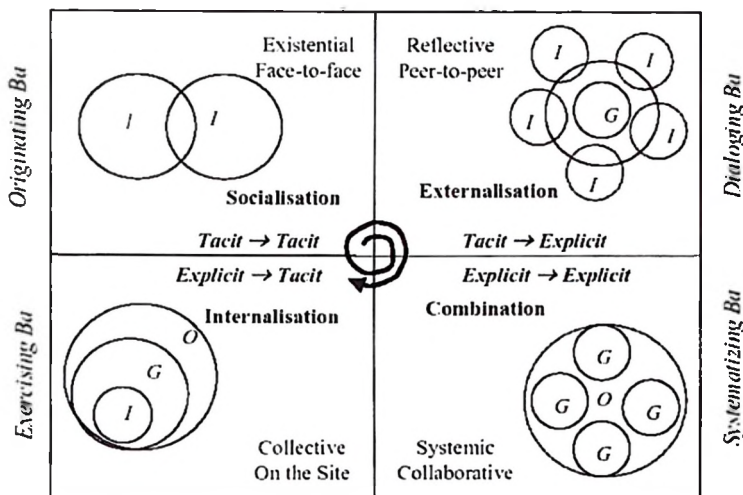 Originating Ba
Existential
Face-to-face
I
I
Socialisation
Tacit → Tacit
Reflective
Peer-to-peer
I
I
I
G
I
I
Externalisation
Tacit → Explicit
Dialoging Ba
Exercising Ba
Explicit → Tacit
Internalisation
O
G
I
Collective
On the Site
Explicit → Explicit
Combination
G
G
O
G
G
Systemic
Collaborative
Systematizing Ba